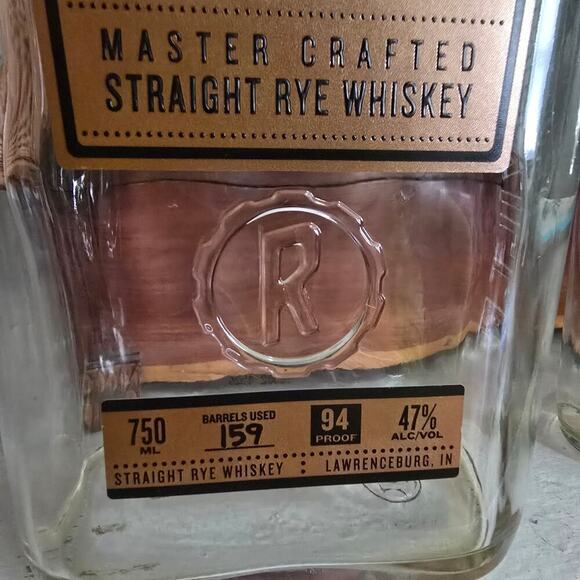 MASTER CRAFTED
STRAIGHT RYE WHISKEY
R
750 ML
BARRELS USED 159
94 PROOF
47% ALC/VOL
STRAIGHT RYE WHISKEY : LAWRENCEBURG, IN